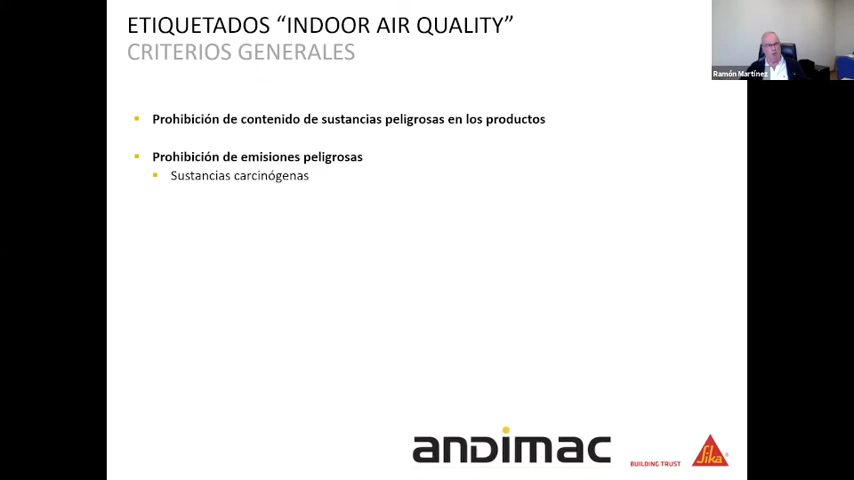 ETIQUETADOS “INDOOR AIR QUALITY”
CRITERIOS GENERALES
Ramón Martínez
Prohibición de contenido de sustancias peligrosas en los productos
Prohibición de emisiones peligrosas
Sustancias carcinógenas
andimac
BUILDING TRUST
Sika